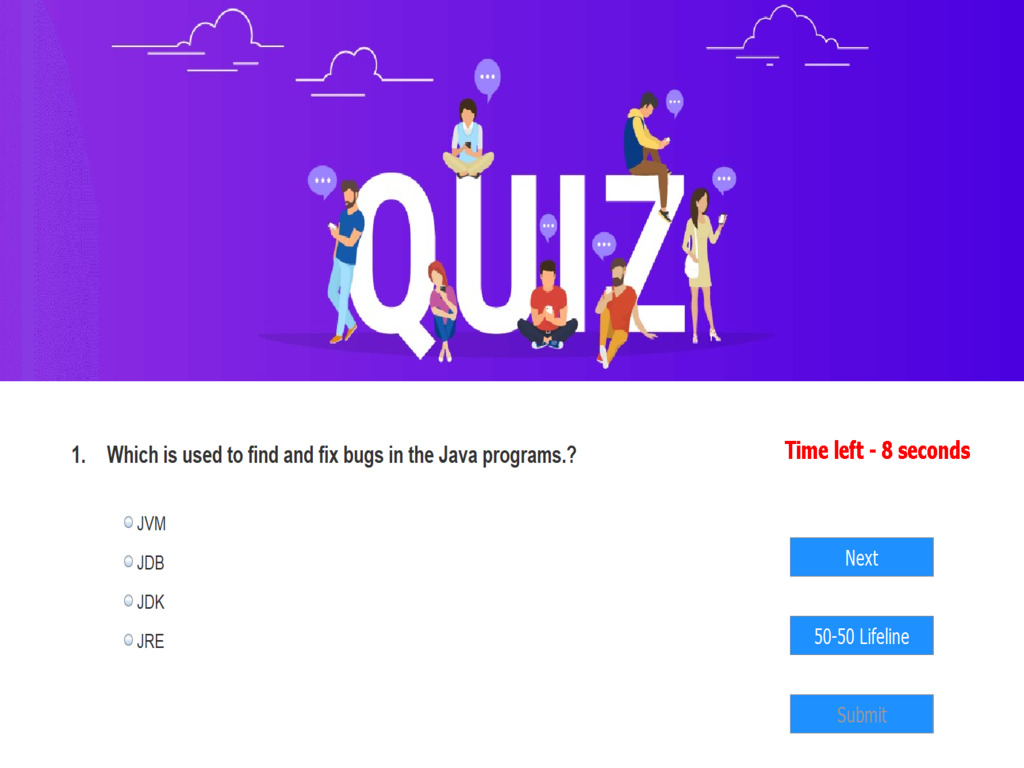 QUIZ
1. Which is used to find and fix bugs in the Java programs.?
Time left - 8 seconds
JVM
JDB
JDK
JRE
Next
50-50 Lifeline
Submit